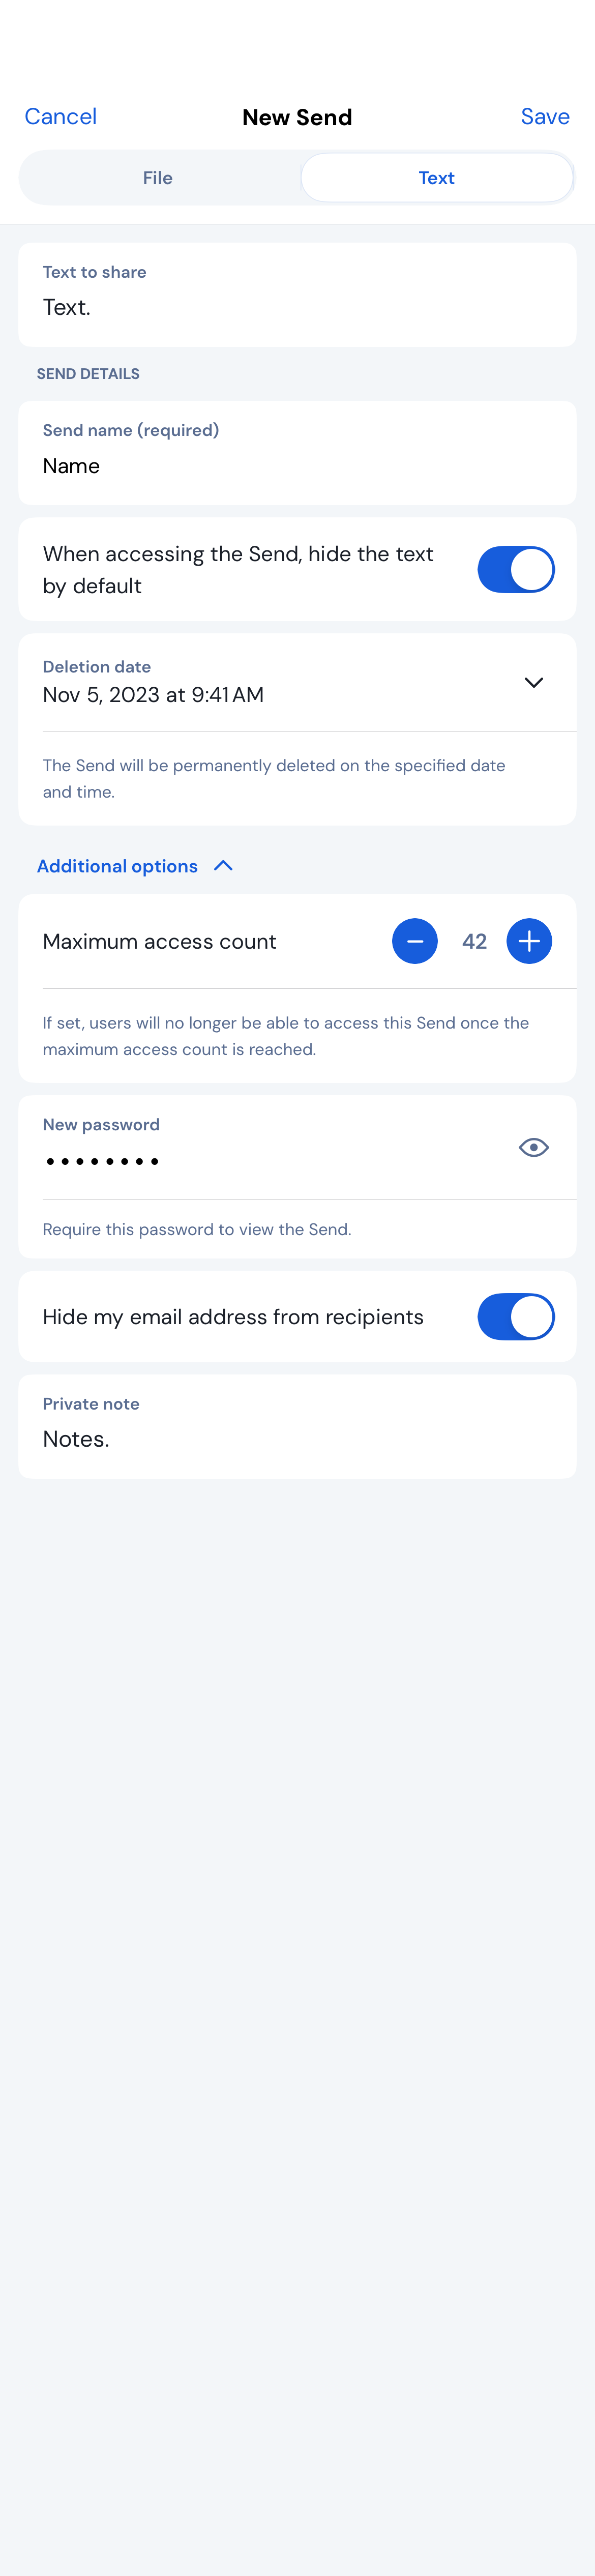 Cancel
New Send
Save
File
Text
Text to share
Text.
SEND DETAILS
Send name (required)
Name
When accessing the Send, hide the text
by default
Deletion date
Nov 5, 2023 at 9:41 AM
The Send will be permanently deleted on the specified date
and time.
Additional options
Maximum access count
42
If set, users will no longer be able to access this Send once the
maximum access count is reached.
New password
••••••••
Require this password to view the Send.
Hide my email address from recipients
Private note
Notes.